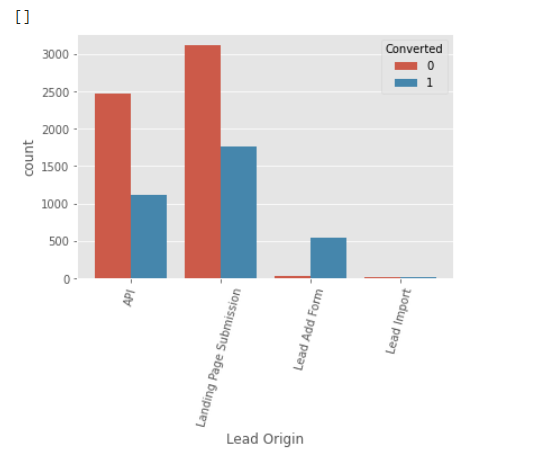 []
Converted
0
1
3000
2500
2000
1500
1000
500
0
count
API
Landing Page Submission
Lead Add Form
Lead Import
Lead Origin